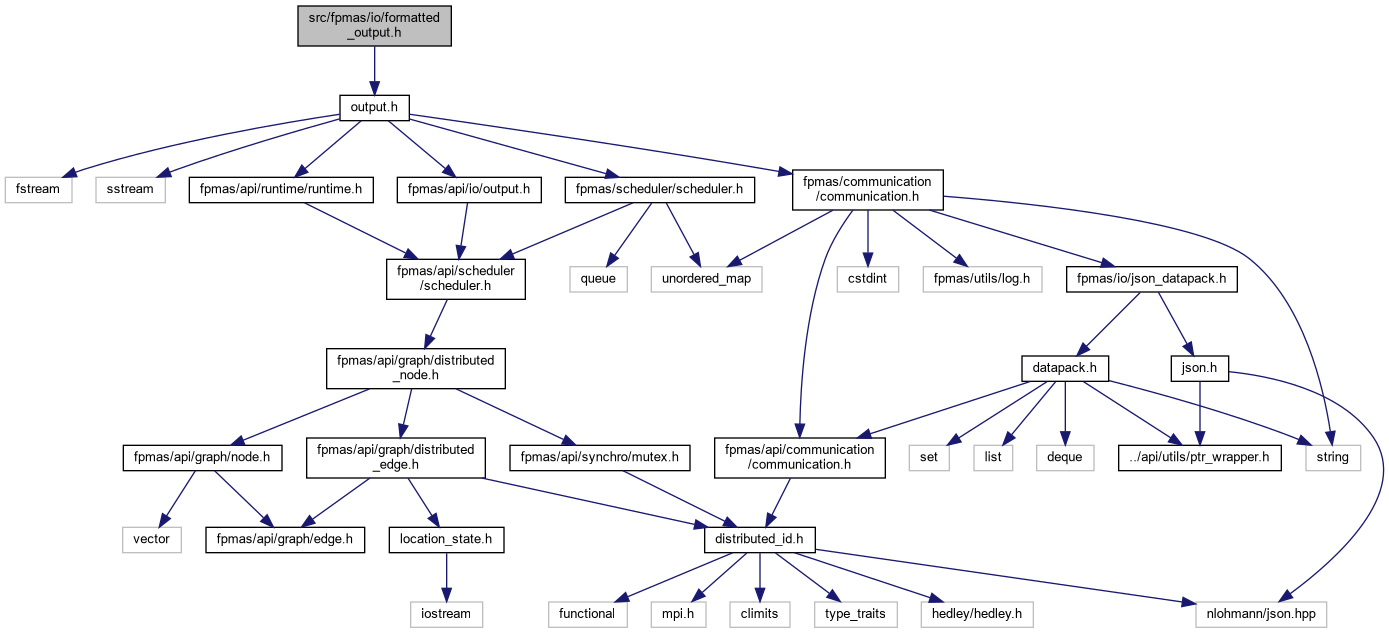 src/fpmas/io/formatted
_output.h
output.h
fstream
sstream
fpmas/api/runtime/runtime.h
fpmas/api/io/output.h
fpmas/scheduler/scheduler.h
fpmas/communication
/communication.h
fpmas/api/scheduler
/scheduler.h
queue
unordered_map
cstdint
fpmas/utils/log.h
fpmas/io/json_datapack.h
fpmas/api/graph/distributed
_node.h
datapack.h
json.h
fpmas/api/graph/node.h
fpmas/api/graph/distributed
_edge.h
fpmas/api/synchro/mutex.h
fpmas/api/communication
/communication.h
set
list
deque
../api/utils/ptr_wrapper.h
string
vector
fpmas/api/graph/edge.h
location_state.h
distributed_id.h
iostream
functional
mpi.h
climits
type_traits
hedley/hedley.h
nlohmann/json.hpp